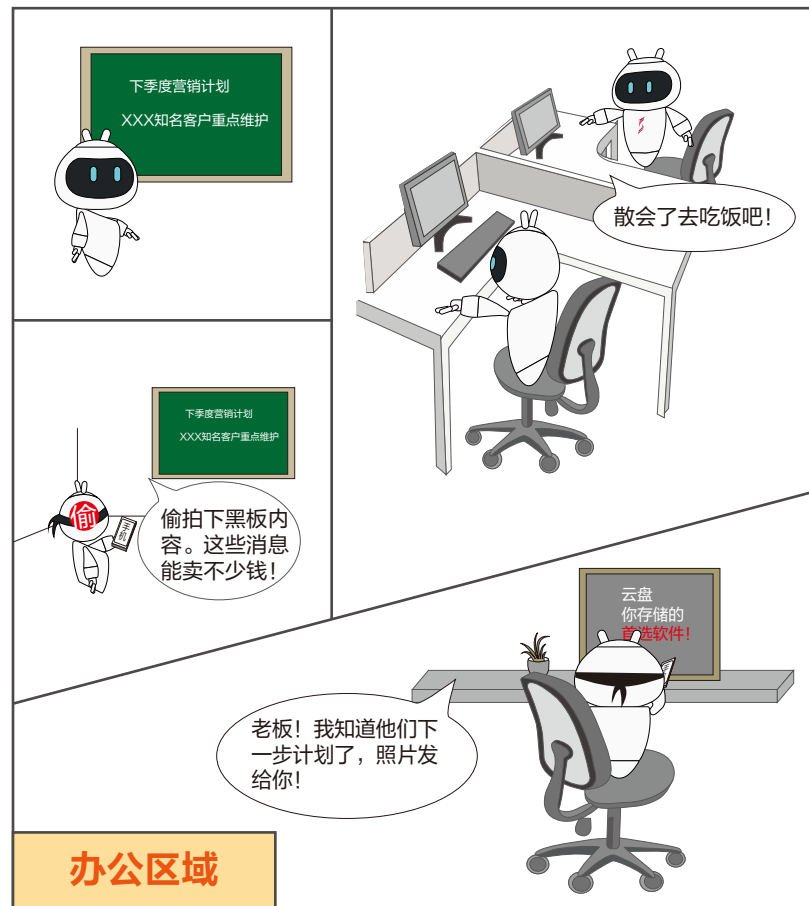 下季度营销计划
XXX知名客户重点维护
散会了去吃饭吧！
下季度营销计划
XXX知名客户重点维护
偷
偷拍下黑板内
容。这些消息
能卖不少钱！
云盘
你存储的
首选软件！
老板！我知道他们下
一步计划了，照片发
给你！
办公区域